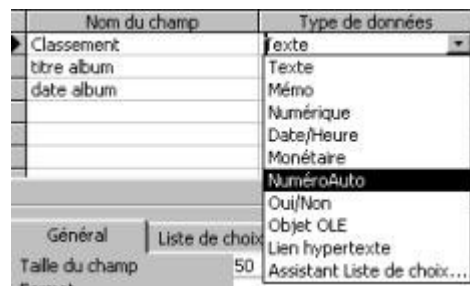 Nom du champ Type de données
Classement Texte
titre album Texte
date album Mémo
Numérique
Date/Heure
Monétaire
NuméroAuto
Oui/Non
Général Liste de choix Objet OLE
Lien hypertexte
Taille du champ 50 Assistant Liste de choix...
Format